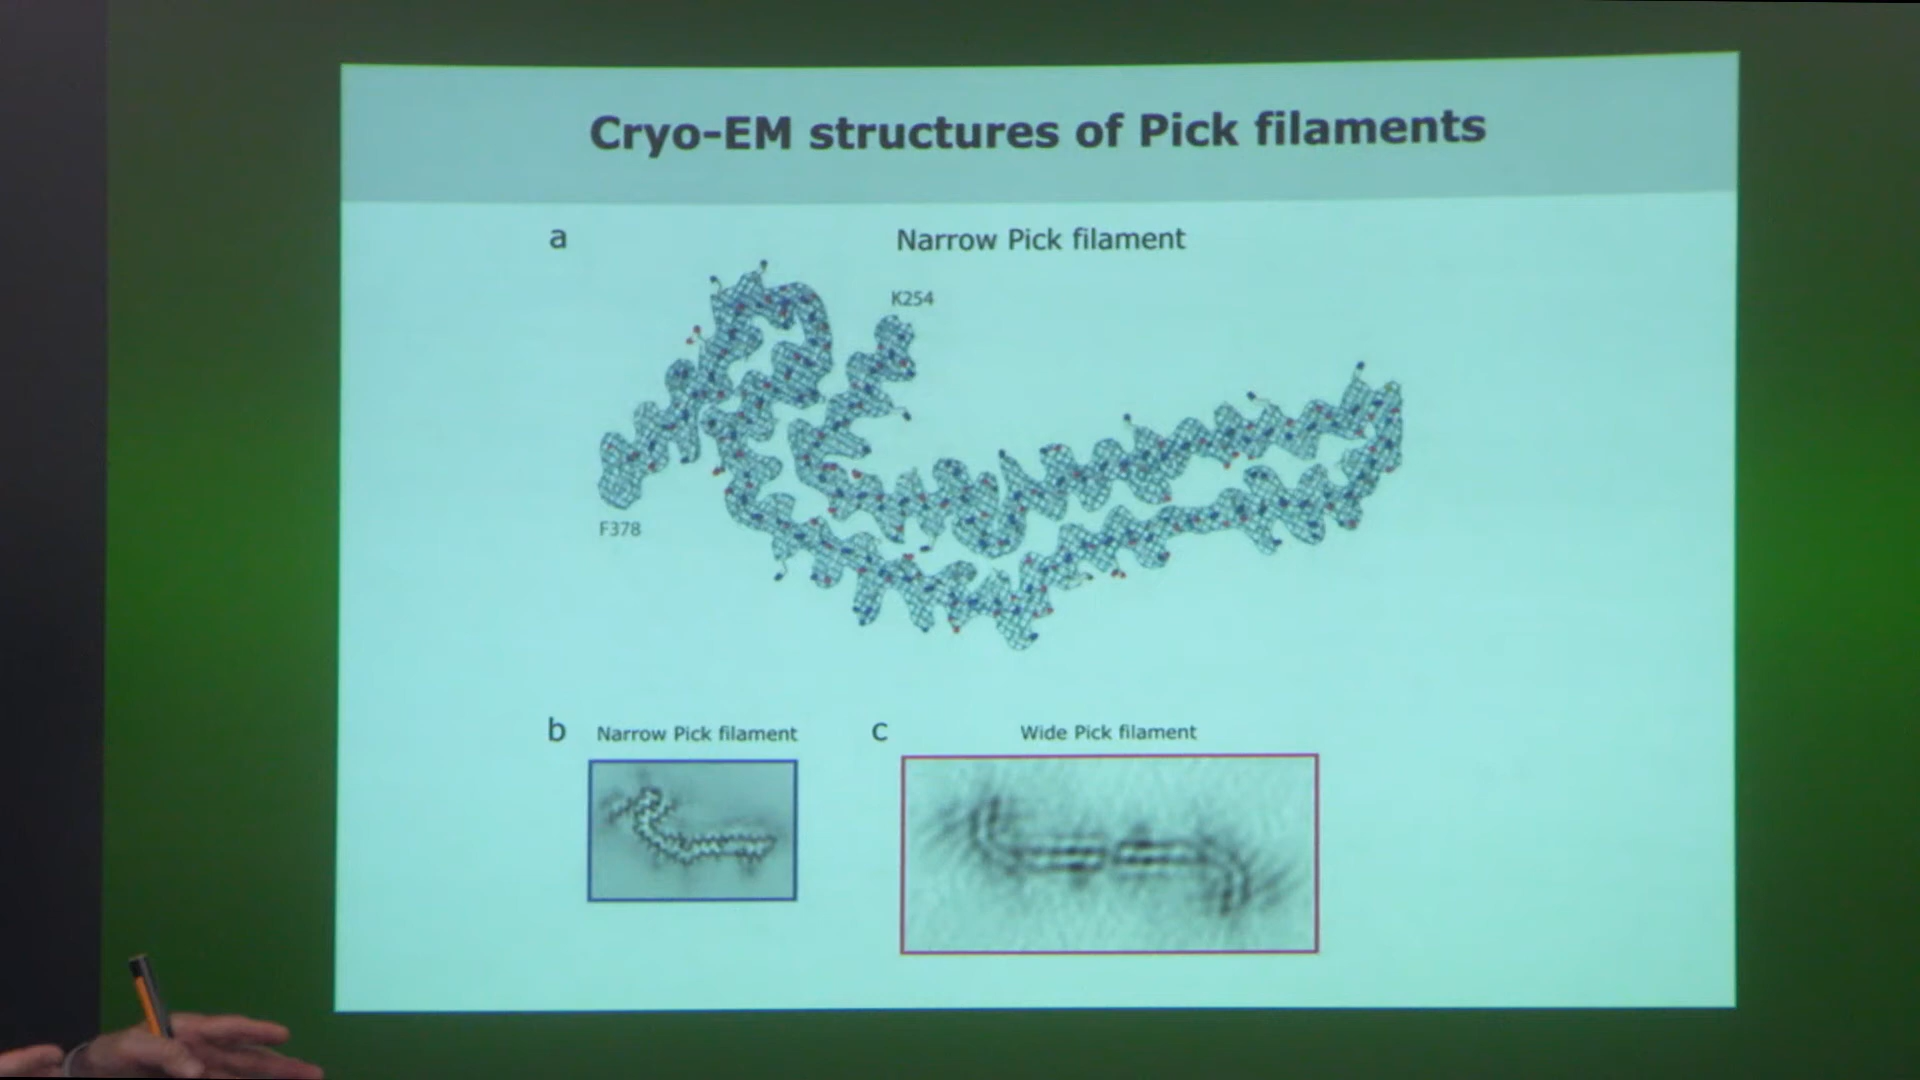 Cryo-EM structures of Pick filaments
a
Narrow Pick filament
K254
F378
b
Narrow Pick filament
c
Wide Pick filament